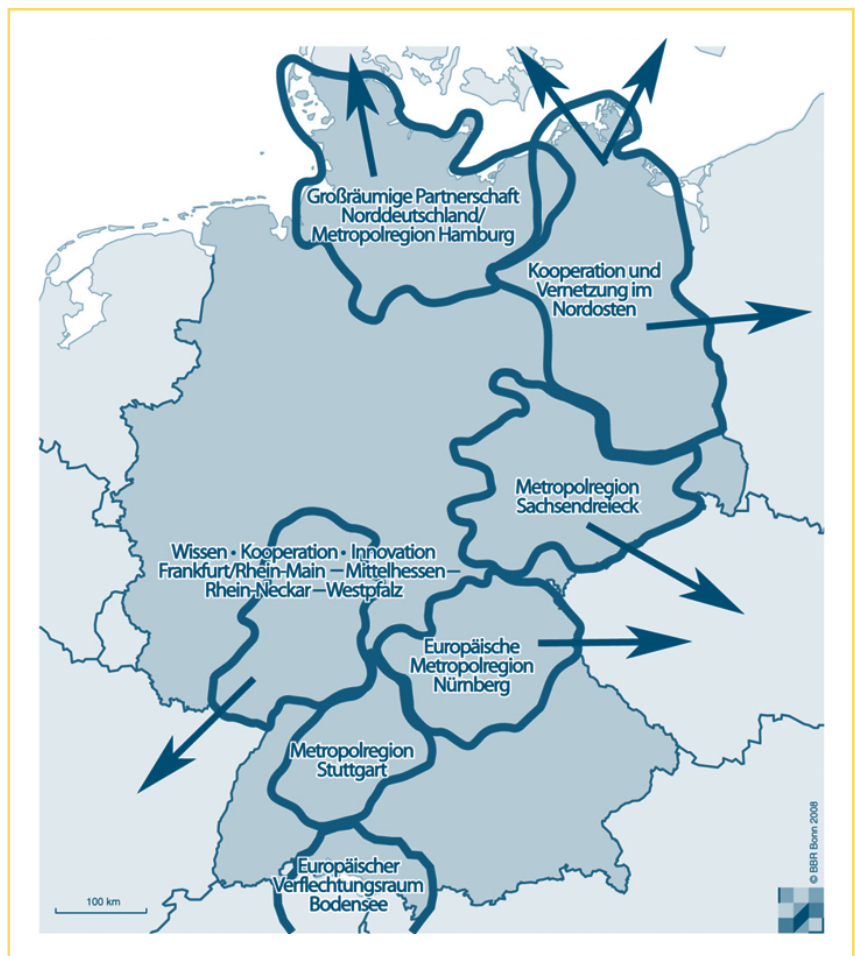 Großräumige Partnerschaft
Norddeutschland/
Metropolregion Hamburg
Kooperation und
Vernetzung im
Nordosten
Metropolregion
Sachsendreieck
Wissen • Kooperation • Innovation
Frankfurt/Rhein-Main – Mittelhessen –
Rhein-Neckar – Westpfalz
Europäische
Metropolregion
Nürnberg
Metropolregion
Stuttgart
Europäischer
Verflechtungsraum
Bodensee
100 km
© BBR Bonn 2008